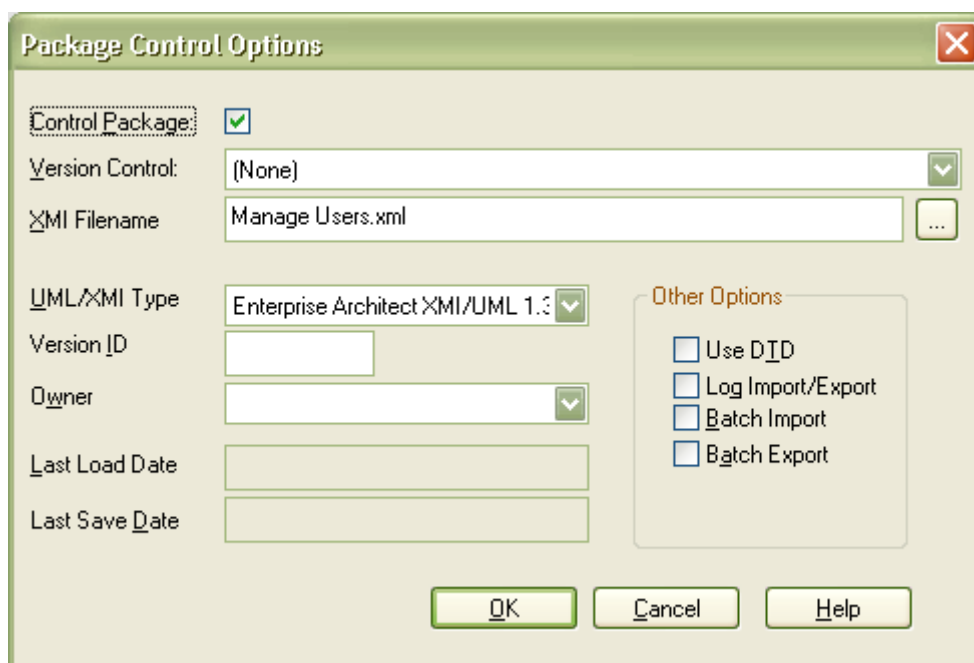 Package Control Options
Control Package:
Version Control:
(None)
XMI Filename
Manage Users.xml
...
UML/XMI Type
Enterprise Architect XMI/UML 1.3
Version ID
Owner
Last Load Date
Last Save Date
Other Options
Use DTD
Log Import/Export
Batch Import
Batch Export
OK
Cancel
Help